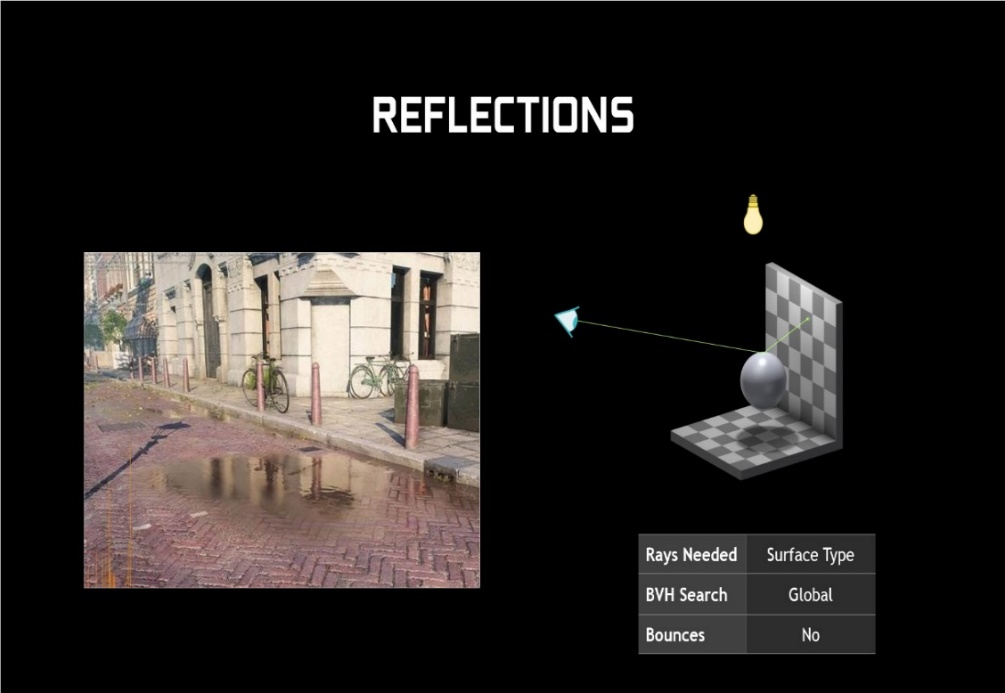 REFLECTIONS
Rays Needed Surface Type
BVH Search Global
Bounces No